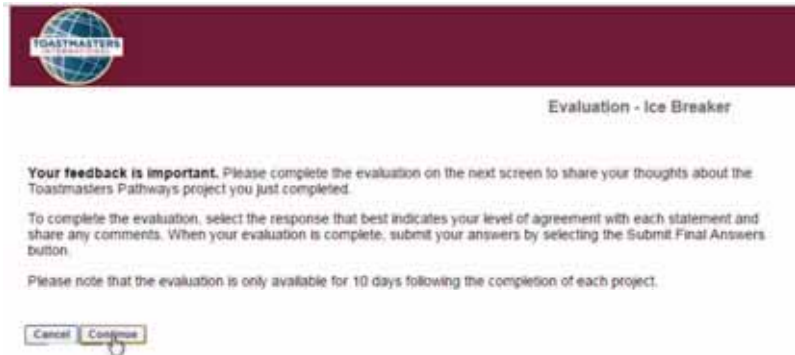 TOASTMASTERS
INTERNATIONAL
Evaluation - Ice Breaker
Your feedback is important. Please complete the evaluation on the next screen to share your thoughts about the
Toastmasters Pathways project you just completed.
To complete the evaluation, select the response that best indicates your level of agreement with each statement and
share any comments. When your evaluation is complete, submit your answers by selecting the Submit Final Answers
button.
Please note that the evaluation is only available for 10 days following the completion of each project.
Cancel Continue